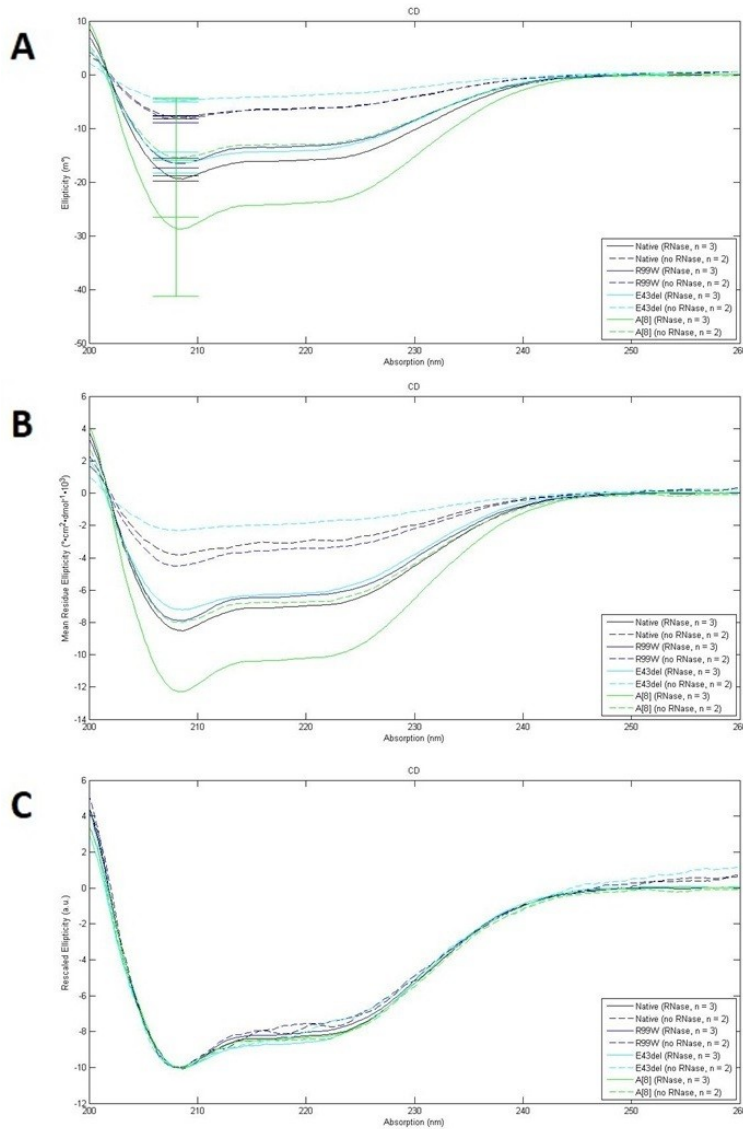 A
CD
10
0
-10
-20
-30
-40
-50
Ellipticity (m°)
200 210 220 230 240 250 260
Absorption (nm)
Native (RNase, n = 3)
Native (no RNase, n = 2)
R99W (RNase, n = 3)
R99W (no RNase, n = 2)
E43del (RNase, n = 3)
E43del (no RNase, n = 2)
A[8] (RNase, n = 3)
A[8] (no RNase, n = 2)
B
CD
6
4
2
0
-2
-4
-6
-8
-10
-12
-14
Mean Residue Ellipticity (°•cm²•dmol⁻¹•10³)
200 210 220 230 240 250 260
Absorption (nm)
Native (RNase, n = 3)
Native (no RNase, n = 2)
R99W (RNase, n = 3)
R99W (no RNase, n = 2)
E43del (RNase, n = 3)
E43del (no RNase, n = 2)
A[8] (RNase, n = 3)
A[8] (no RNase, n = 2)
C
CD
6
4
2
0
-2
-4
-6
-8
-10
-12
Rescaled Ellipticity (a.u.)
200 210 220 230 240 250 260
Absorption (nm)
Native (RNase, n = 3)
Native (no RNase, n = 2)
R99W (RNase, n = 3)
R99W (no RNase, n = 2)
E43del (RNase, n = 3)
E43del (no RNase, n = 2)
A[8] (RNase, n = 3)
A[8] (no RNase, n = 2)